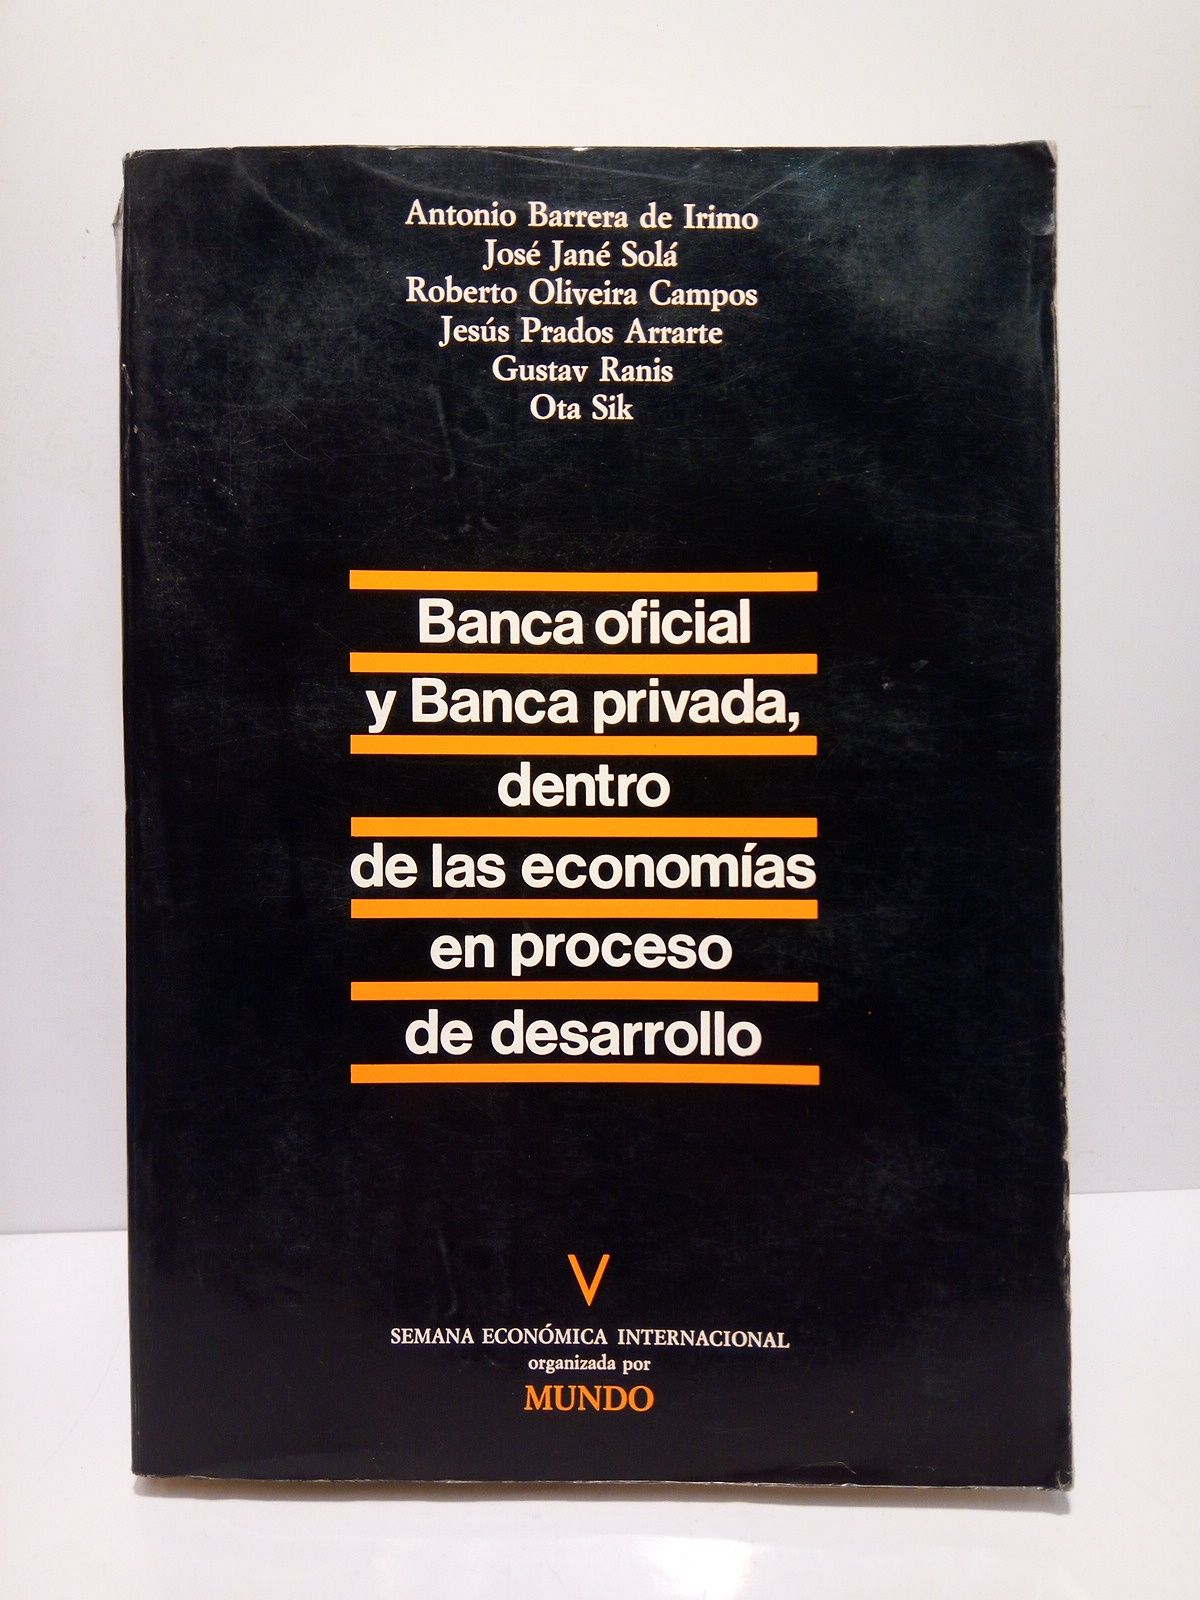 Antonio Barrera de Irimo
José Jané Solá
Roberto Oliveira Campos
Jesús Prados Arrarte
Gustav Ranis
Ota Sik
Banca oficial
y Banca privada,
dentro
de las economías
en proceso
de desarrollo
V
SEMANA ECONÓMICA INTERNACIONAL
organizada por
MUNDO